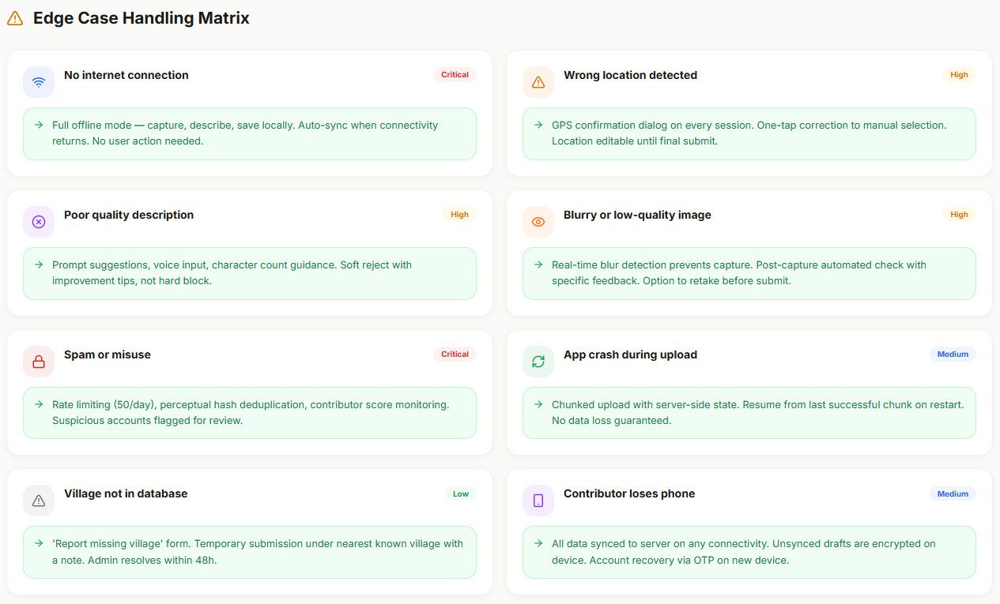 Edge Case Handling Matrix
No internet connection
Critical
Full offline mode — capture, describe, save locally. Auto-sync when connectivity
returns. No user action needed.
Wrong location detected
High
GPS confirmation dialog on every session. One-tap correction to manual selection.
Location editable until final submit.
Poor quality description
High
Prompt suggestions, voice input, character count guidance. Soft reject with
improvement tips, not hard block.
Blurry or low-quality image
High
Real-time blur detection prevents capture. Post-capture automated check with
specific feedback. Option to retake before submit.
Spam or misuse
Critical
Rate limiting (50/day), perceptual hash deduplication, contributor score monitoring.
Suspicious accounts flagged for review.
App crash during upload
Medium
Chunked upload with server-side state. Resume from last successful chunk on restart.
No data loss guaranteed.
Village not in database
Low
'Report missing village' form. Temporary submission under nearest known village with
a note. Admin resolves within 48h.
Contributor loses phone
Medium
All data synced to server on any connectivity. Unsynced drafts are encrypted on
device. Account recovery via OTP on new device.